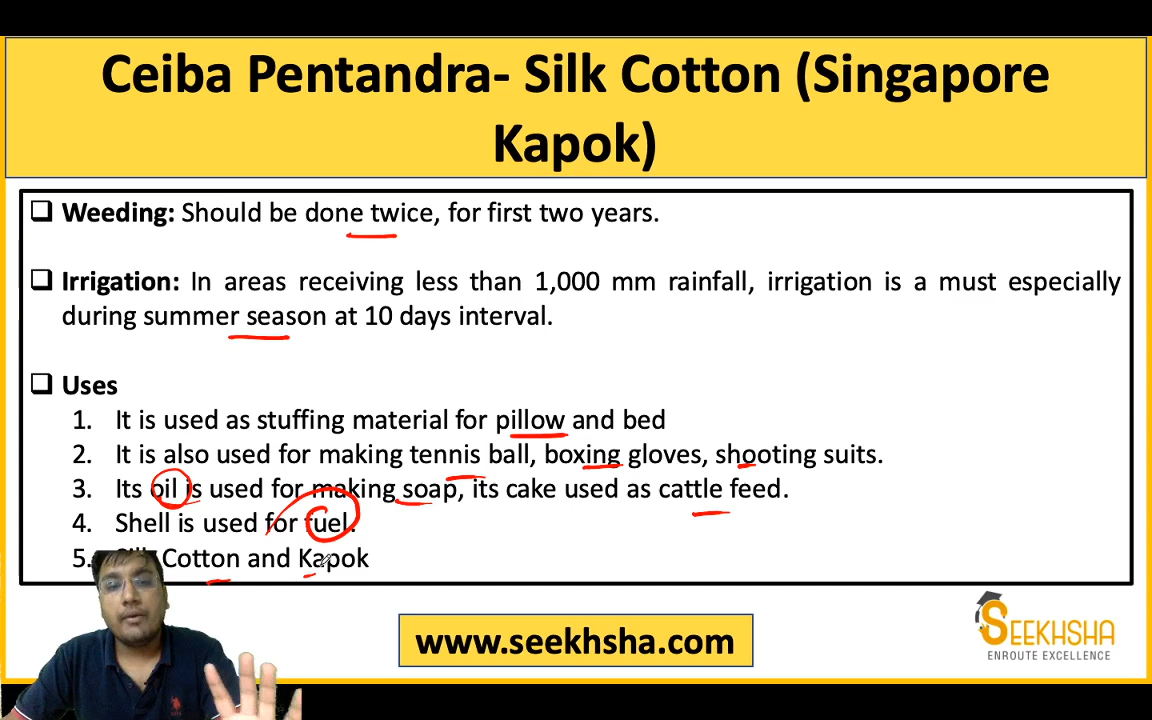 Ceiba Pentandra- Silk Cotton (Singapore
Kapok)
Weeding: Should be done twice, for first two years.
Irrigation: In areas receiving less than 1,000 mm rainfall, irrigation is a must especially
during summer season at 10 days interval.
Uses
1. It is used as stuffing material for pillow and bed
2. It is also used for making tennis ball, boxing gloves, shooting suits.
3. Its oil is used for making soap, its cake used as cattle feed.
4. Shell is used for fuel.
5. Silk Cotton and Kapok
www.seekhsha.com
SEEKHSHA
ENROUTE EXCELLENCE